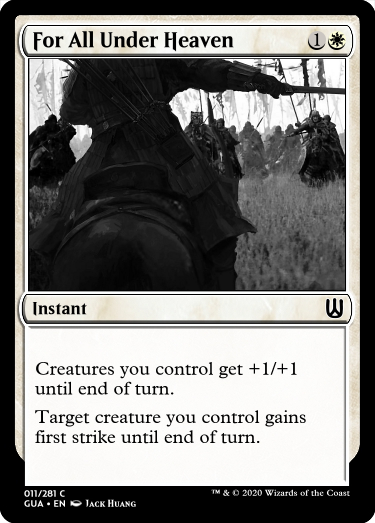 For All Under Heaven
1
Instant
Creatures you control get +1/+1
until end of turn.
Target creature you control gains
first strike until end of turn.
011/281 C
GUA • EN Jack Huang
™ & © 2020 Wizards of the Coast